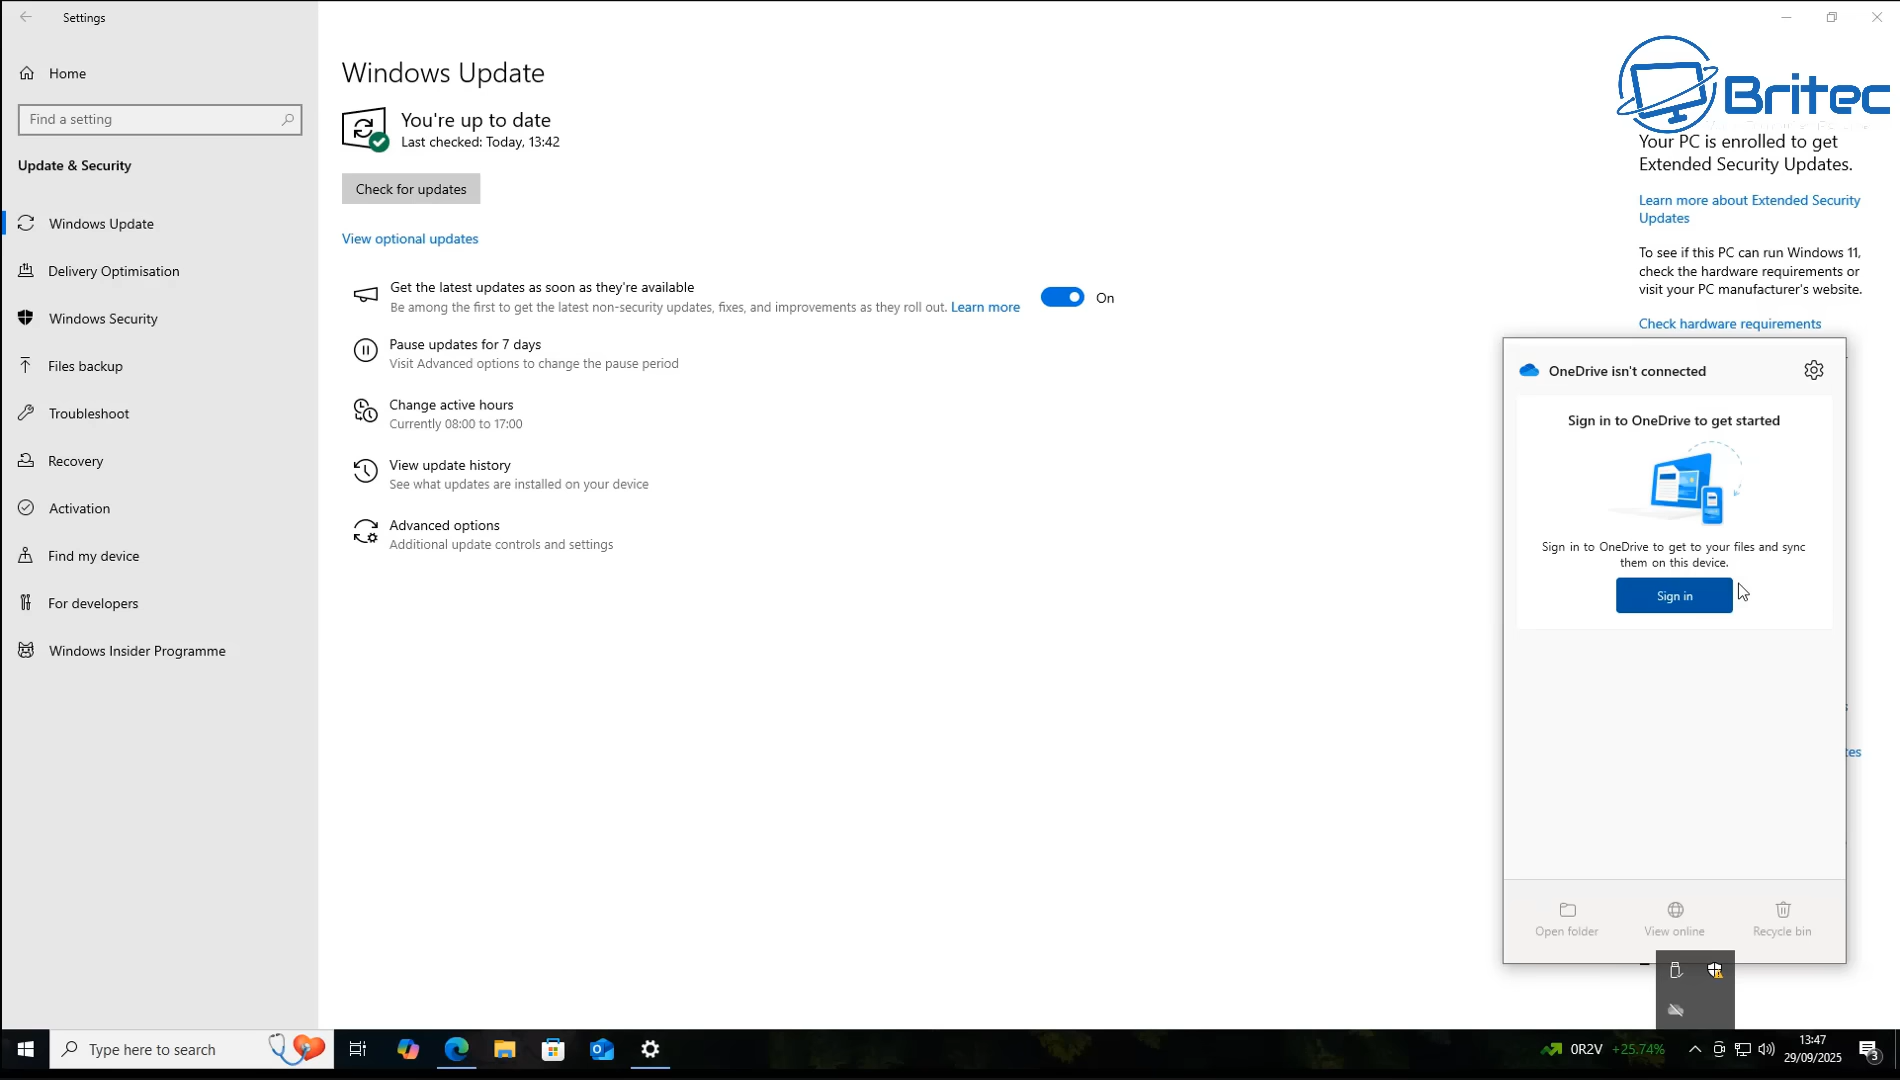 Settings
Home
Find a setting
Update & Security
Windows Update
Delivery Optimisation
Windows Security
Files backup
Troubleshoot
Recovery
Activation
Find my device
For developers
Windows Insider Programme
Windows Update
You're up to date
Last checked: Today, 13:42
Check for updates
View optional updates
Get the latest updates as soon as they're available
Be among the first to get the latest non-security updates, fixes, and improvements as they roll out. Learn more
On
Pause updates for 7 days
Visit Advanced options to change the pause period
Change active hours
Currently 08:00 to 17:00
View update history
See what updates are installed on your device
Advanced options
Additional update controls and settings
Britec
Your PC is enrolled to get
Extended Security Updates.
Learn more about Extended Security
Updates
To see if this PC can run Windows 11,
check the hardware requirements or
visit your PC manufacturer's website.
Check hardware requirements
OneDrive isn't connected
Sign in to OneDrive to get started
Sign in to OneDrive to get to your files and sync
them on this device.
Sign in
Open folder
View online
Recycle bin
Type here to search
0R2V +25.74%
13:47
29/09/2025
3